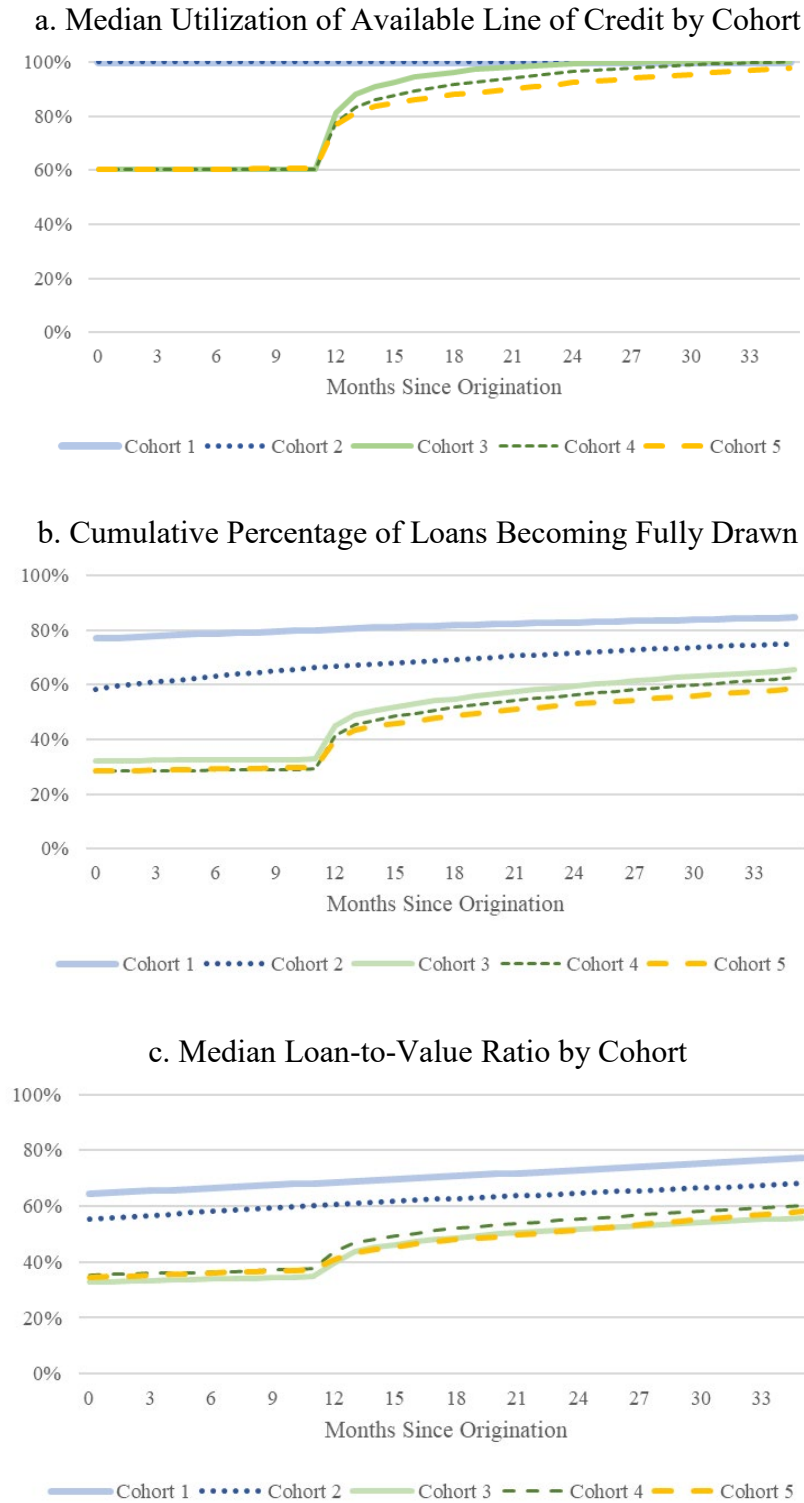 a. Median Utilization of Available Line of Credit by Cohort
100%
80%
60%
40%
20%
0%
0 3 6 9 12 15 18 21 24 27 30 33
Months Since Origination
Cohort 1 Cohort 2 Cohort 3 Cohort 4 Cohort 5
b. Cumulative Percentage of Loans Becoming Fully Drawn
100%
80%
60%
40%
20%
0%
0 3 6 9 12 15 18 21 24 27 30 33
Months Since Origination
Cohort 1 Cohort 2 Cohort 3 Cohort 4 Cohort 5
c. Median Loan-to-Value Ratio by Cohort
100%
80%
60%
40%
20%
0%
0 3 6 9 12 15 18 21 24 27 30 33
Months Since Origination
Cohort 1 Cohort 2 Cohort 3 Cohort 4 Cohort 5